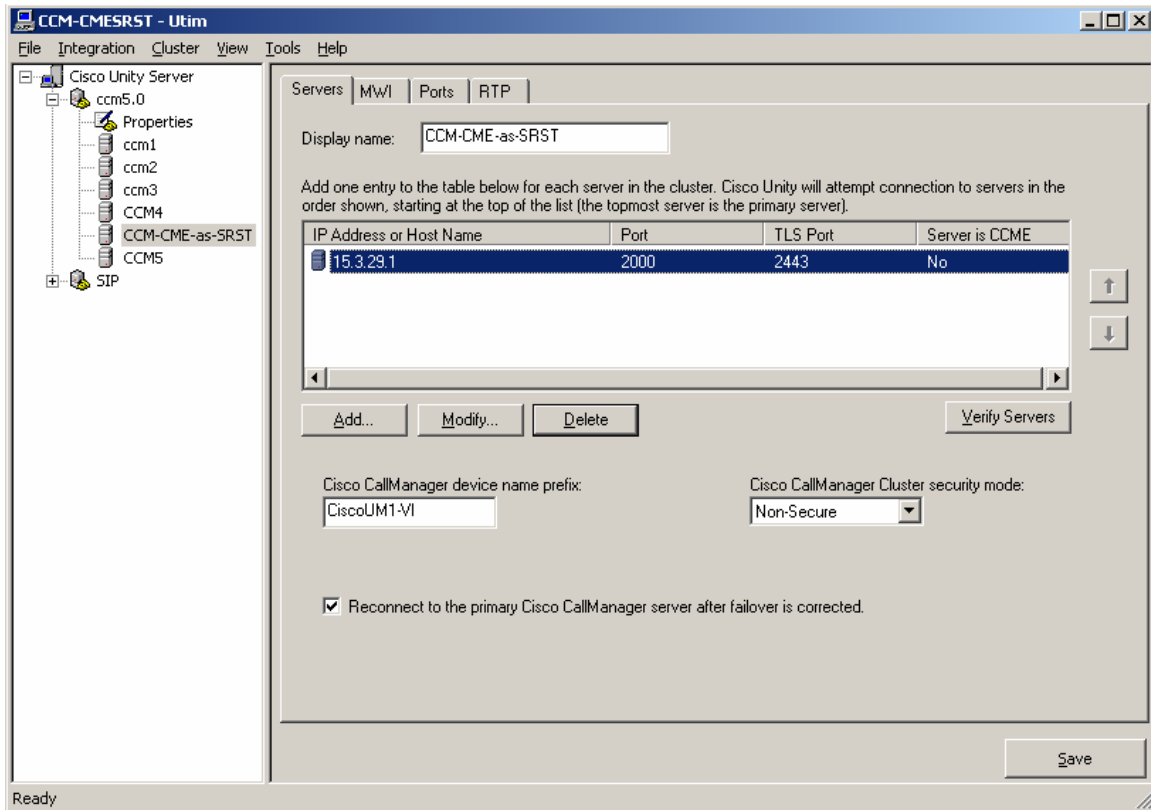 CCM-CMESRST - Utim
File Integration Cluster View Tools Help
Cisco Unity Server
ccm5.0
Properties
ccm1
ccm2
ccm3
CCM4
CCM-CME-as-SRST
CCM5
SIP
Servers MWI Ports RTP
Display name: CCM-CME-as-SRST
Add one entry to the table below for each server in the cluster. Cisco Unity will attempt connection to servers in the
order shown, starting at the top of the list (the topmost server is the primary server).
IP Address or Host Name Port TLS Port Server is CCME
15.3.29.1 2000 2443 No
Add... Modify... Delete Verify Servers
Cisco CallManager device name prefix: Cisco CallManager Cluster security mode:
CiscoUM1-VI Non-Secure
Reconnect to the primary Cisco CallManager server after failover is corrected.
Save
Ready